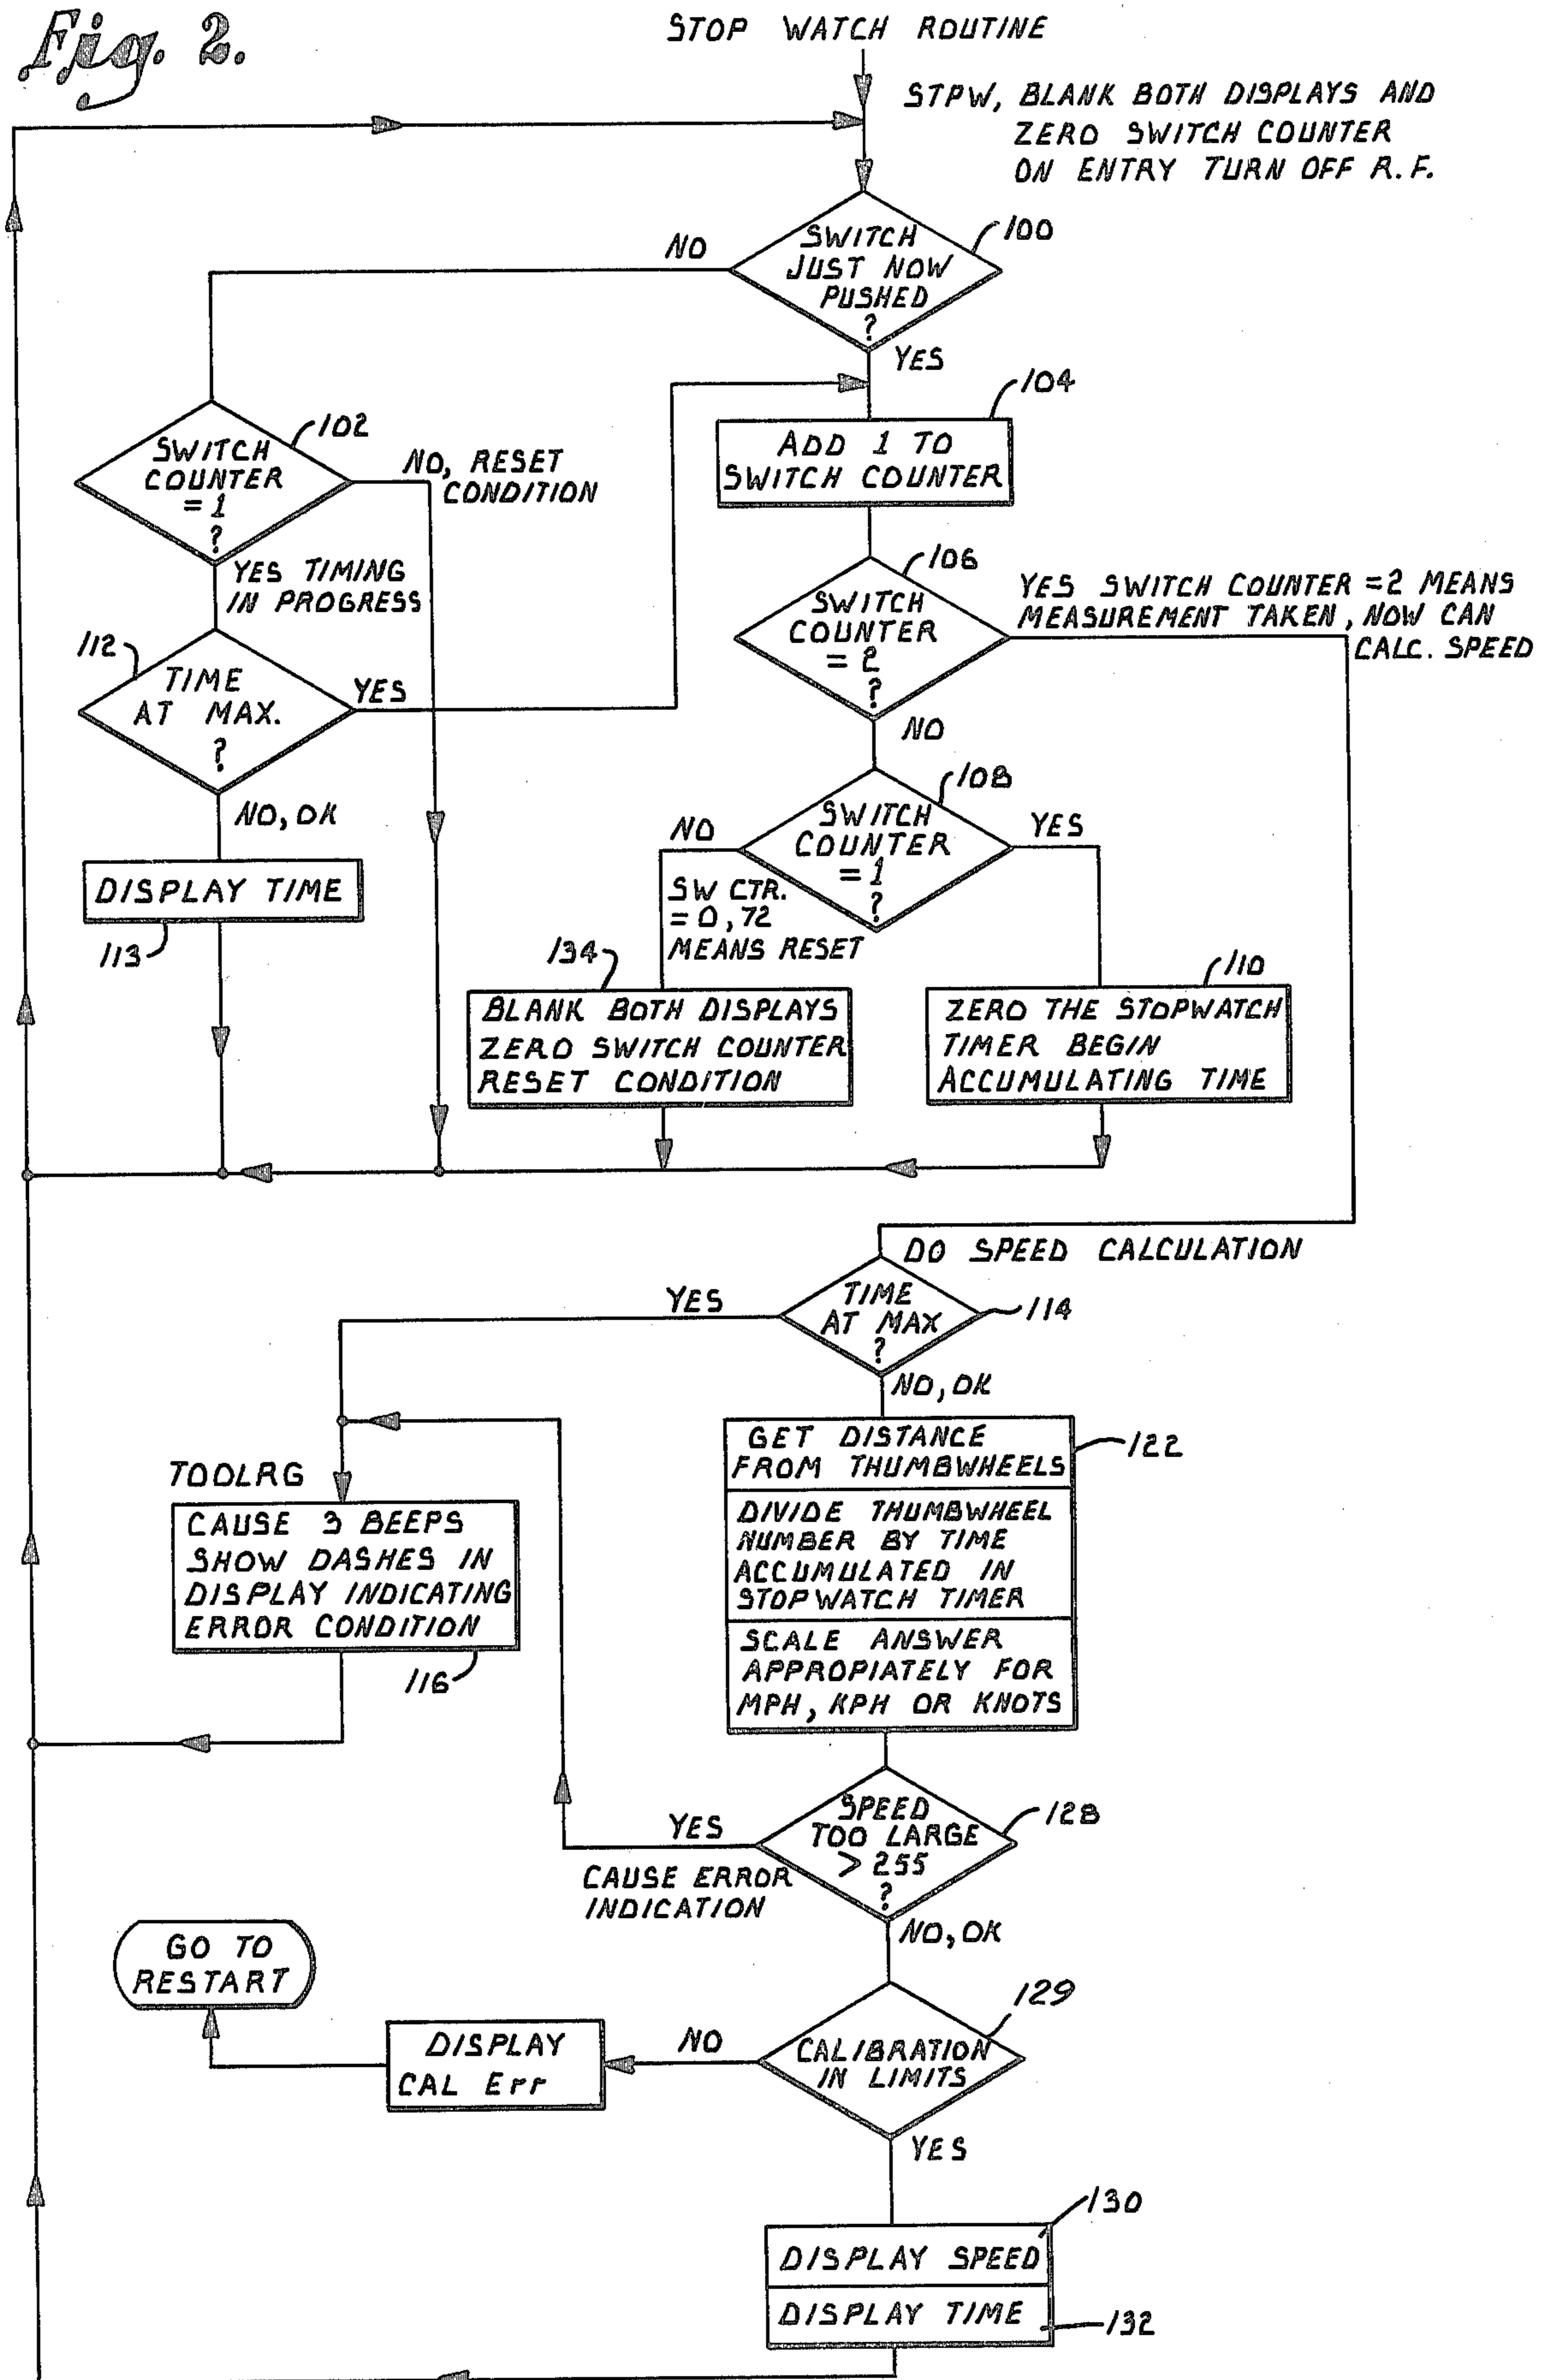 Fig. 2.
STOP WATCH ROUTINE
STPW, BLANK BOTH DISPLAYS AND
ZERO SWITCH COUNTER
ON ENTRY TURN OFF R.F.
SWITCH
JUST NOW
PUSHED
?
100
NO
YES
102
SWITCH
COUNTER
= 1
?
NO, RESET
CONDITION
104
ADD 1 TO
SWITCH COUNTER
YES TIMING
IN PROGRESS
106
SWITCH
COUNTER
= 2
?
YES SWITCH COUNTER =2 MEANS
MEASUREMENT TAKEN, NOW CAN
CALC. SPEED
112
TIME
AT MAX.
?
YES
NO
NO, OK
108
SWITCH
COUNTER
= 1
?
NO
YES
DISPLAY TIME
113
SW CTR.
= 0, 72
MEANS RESET
134
BLANK BOTH DISPLAYS
ZERO SWITCH COUNTER
RESET CONDITION
110
ZERO THE STOPWATCH
TIMER BEGIN
ACCUMULATING TIME
DO SPEED CALCULATION
TIME
AT MAX
?
114
YES
NO, OK
GET DISTANCE
FROM THUMBWHEELS
122
DIVIDE THUMBWHEEL
NUMBER BY TIME
ACCUMULATED IN
STOPWATCH TIMER
SCALE ANSWER
APPROPIATELY FOR
MPH, KPH OR KNOTS
TOOLRG
CAUSE 3 BEEPS
SHOW DASHES IN
DISPLAY INDICATING
ERROR CONDITION
116
SPEED
TOO LARGE
> 255
?
128
YES
CAUSE ERROR
INDICATION
NO, OK
GO TO
RESTART
129
CALIBRATION
IN LIMITS
NO
DISPLAY
CAL Err
YES
130
DISPLAY SPEED
DISPLAY TIME
132